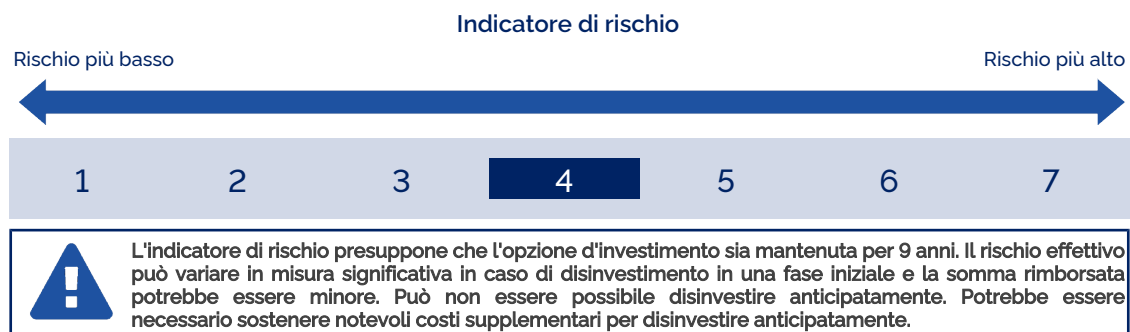 Indicatore di rischio
Rischio più basso
Rischio più alto
1 2 3 4 5 6 7
L'indicatore di rischio presuppone che l'opzione d'investimento sia mantenuta per 9 anni. Il rischio effettivo
può variare in misura significativa in caso di disinvestimento in una fase iniziale e la somma rimborsata
potrebbe essere minore. Può non essere possibile disinvestire anticipatamente. Potrebbe essere
necessario sostenere notevoli costi supplementari per disinvestire anticipatamente.